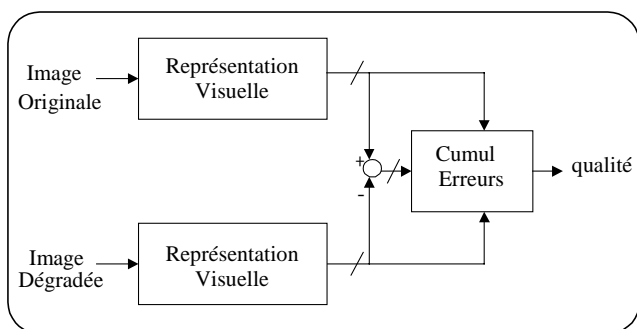 Image
Originale
Représentation
Visuelle
+
-
Cumul
Erreurs
qualité
Image
Dégradée
Représentation
Visuelle